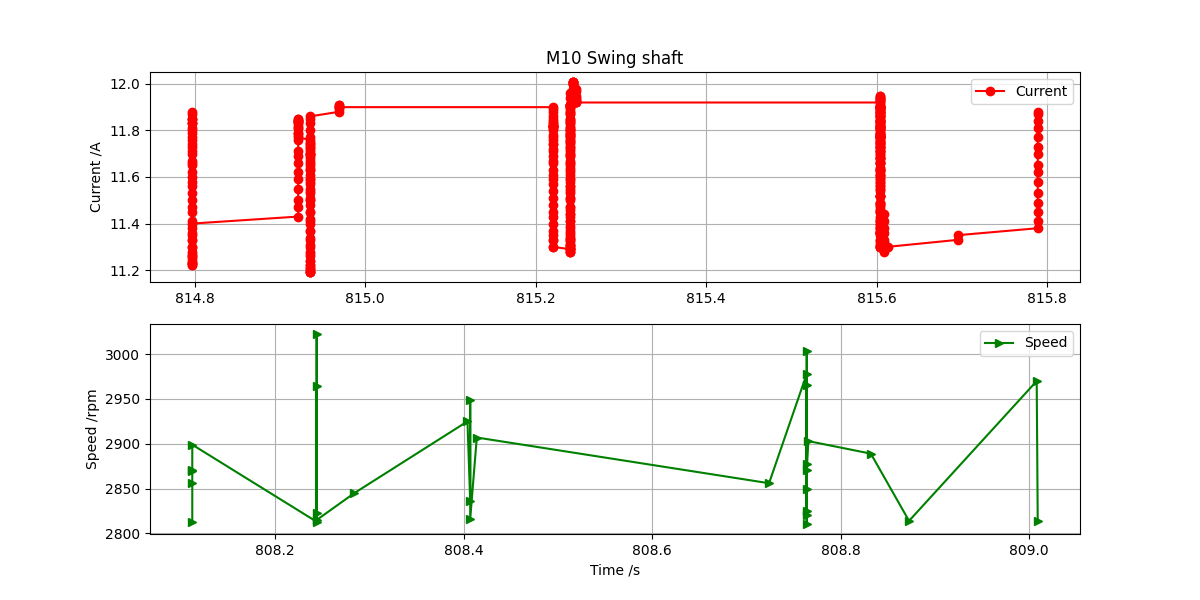 M10 Swing shaft
12.0
11.8
11.6
11.4
11.2
Current /A
Current
814.8 815.0 815.2 815.4 815.6 815.8
3000
2950
2900
2850
2800
Speed /rpm
Speed
808.2 808.4 808.6 808.8 809.0
Time /s